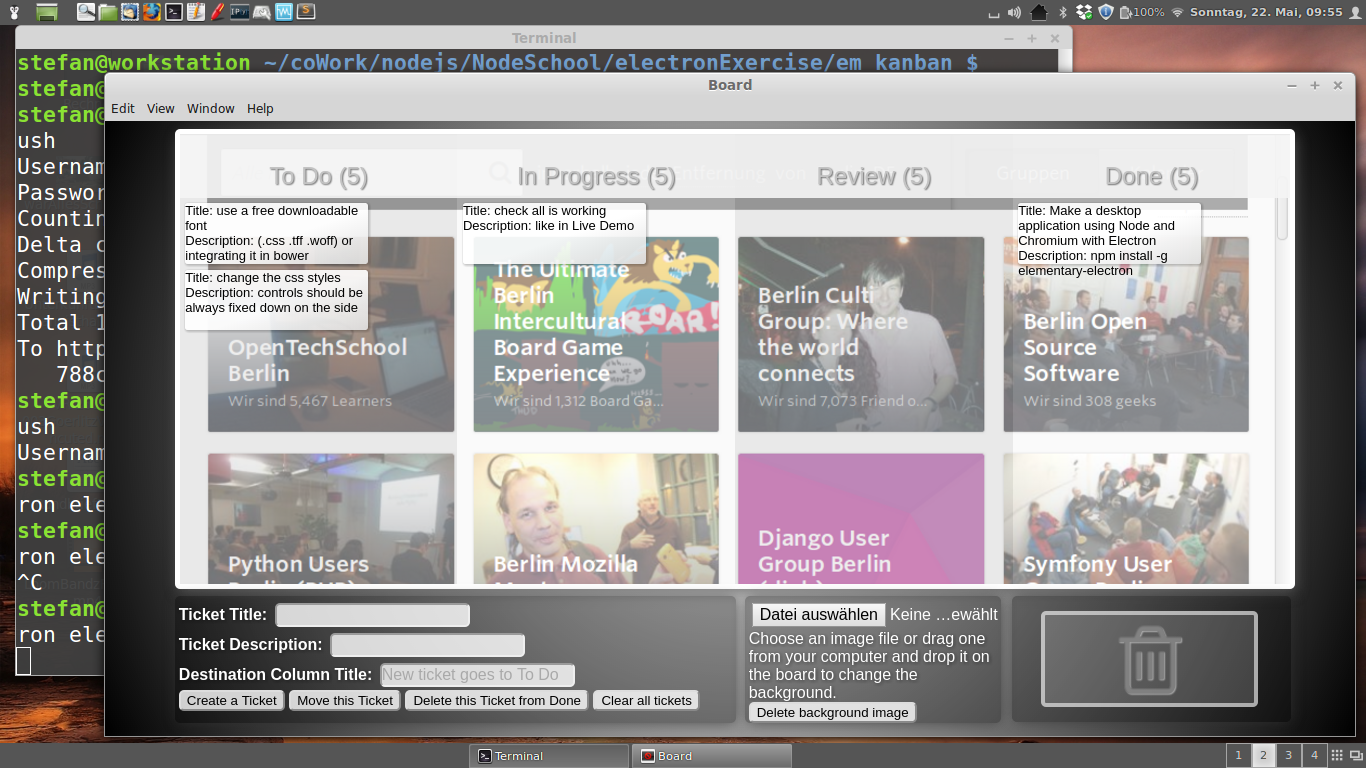 100%
Sonntag, 22. Mai, 09:55
Terminal
stefan@workstation ~/coWork/nodejs/NodeSchool/electronExercise/em kanban $
stefan@
stefan@
ush
Usernam
Passwor
Countin
Delta c
Compres
Writing
Total 1
To http
788c
stefan@
ush
Usernam
stefan@
ron ele
stefan@
ron ele
^C
stefan@
ron ele
Board
Edit View Window Help
To Do (5) In Progress (5) Review (5) Done (5)
Entfernung von
Gruppen
Title: use a free downloadable
font
Description: (.css .tff .woff) or
integrating it in bower
Title: change the css styles
Description: controls should be
always fixed down on the side
Title: check all is working
Description: like in Live Demo
Title: Make a desktop
application using Node and
Chromium with Electron
Description: npm install -g
elementary-electron
OpenTechSchool
Berlin
Wir sind 5,467 Learners
The Ultimate
Berlin
Intercultural
Board Game
Experience
Wir sind 1,312 Board Ga...
ROAR!
Berlin Culti
Group: Where
the world
connects
Wir sind 7,073 Friend o...
Berlin Open
Source
Software
Wir sind 308 geeks
Python Users
Berlin Mozilla
Django User
Group Berlin
Symfony User
Ticket Title:
Ticket Description:
Destination Column Title: New ticket goes to To Do
Create a Ticket Move this Ticket Delete this Ticket from Done Clear all tickets
Datei auswählen Keine …ewählt
Choose an image file or drag one
from your computer and drop it on
the board to change the
background.
Delete background image
Terminal Board
1 2 3 4